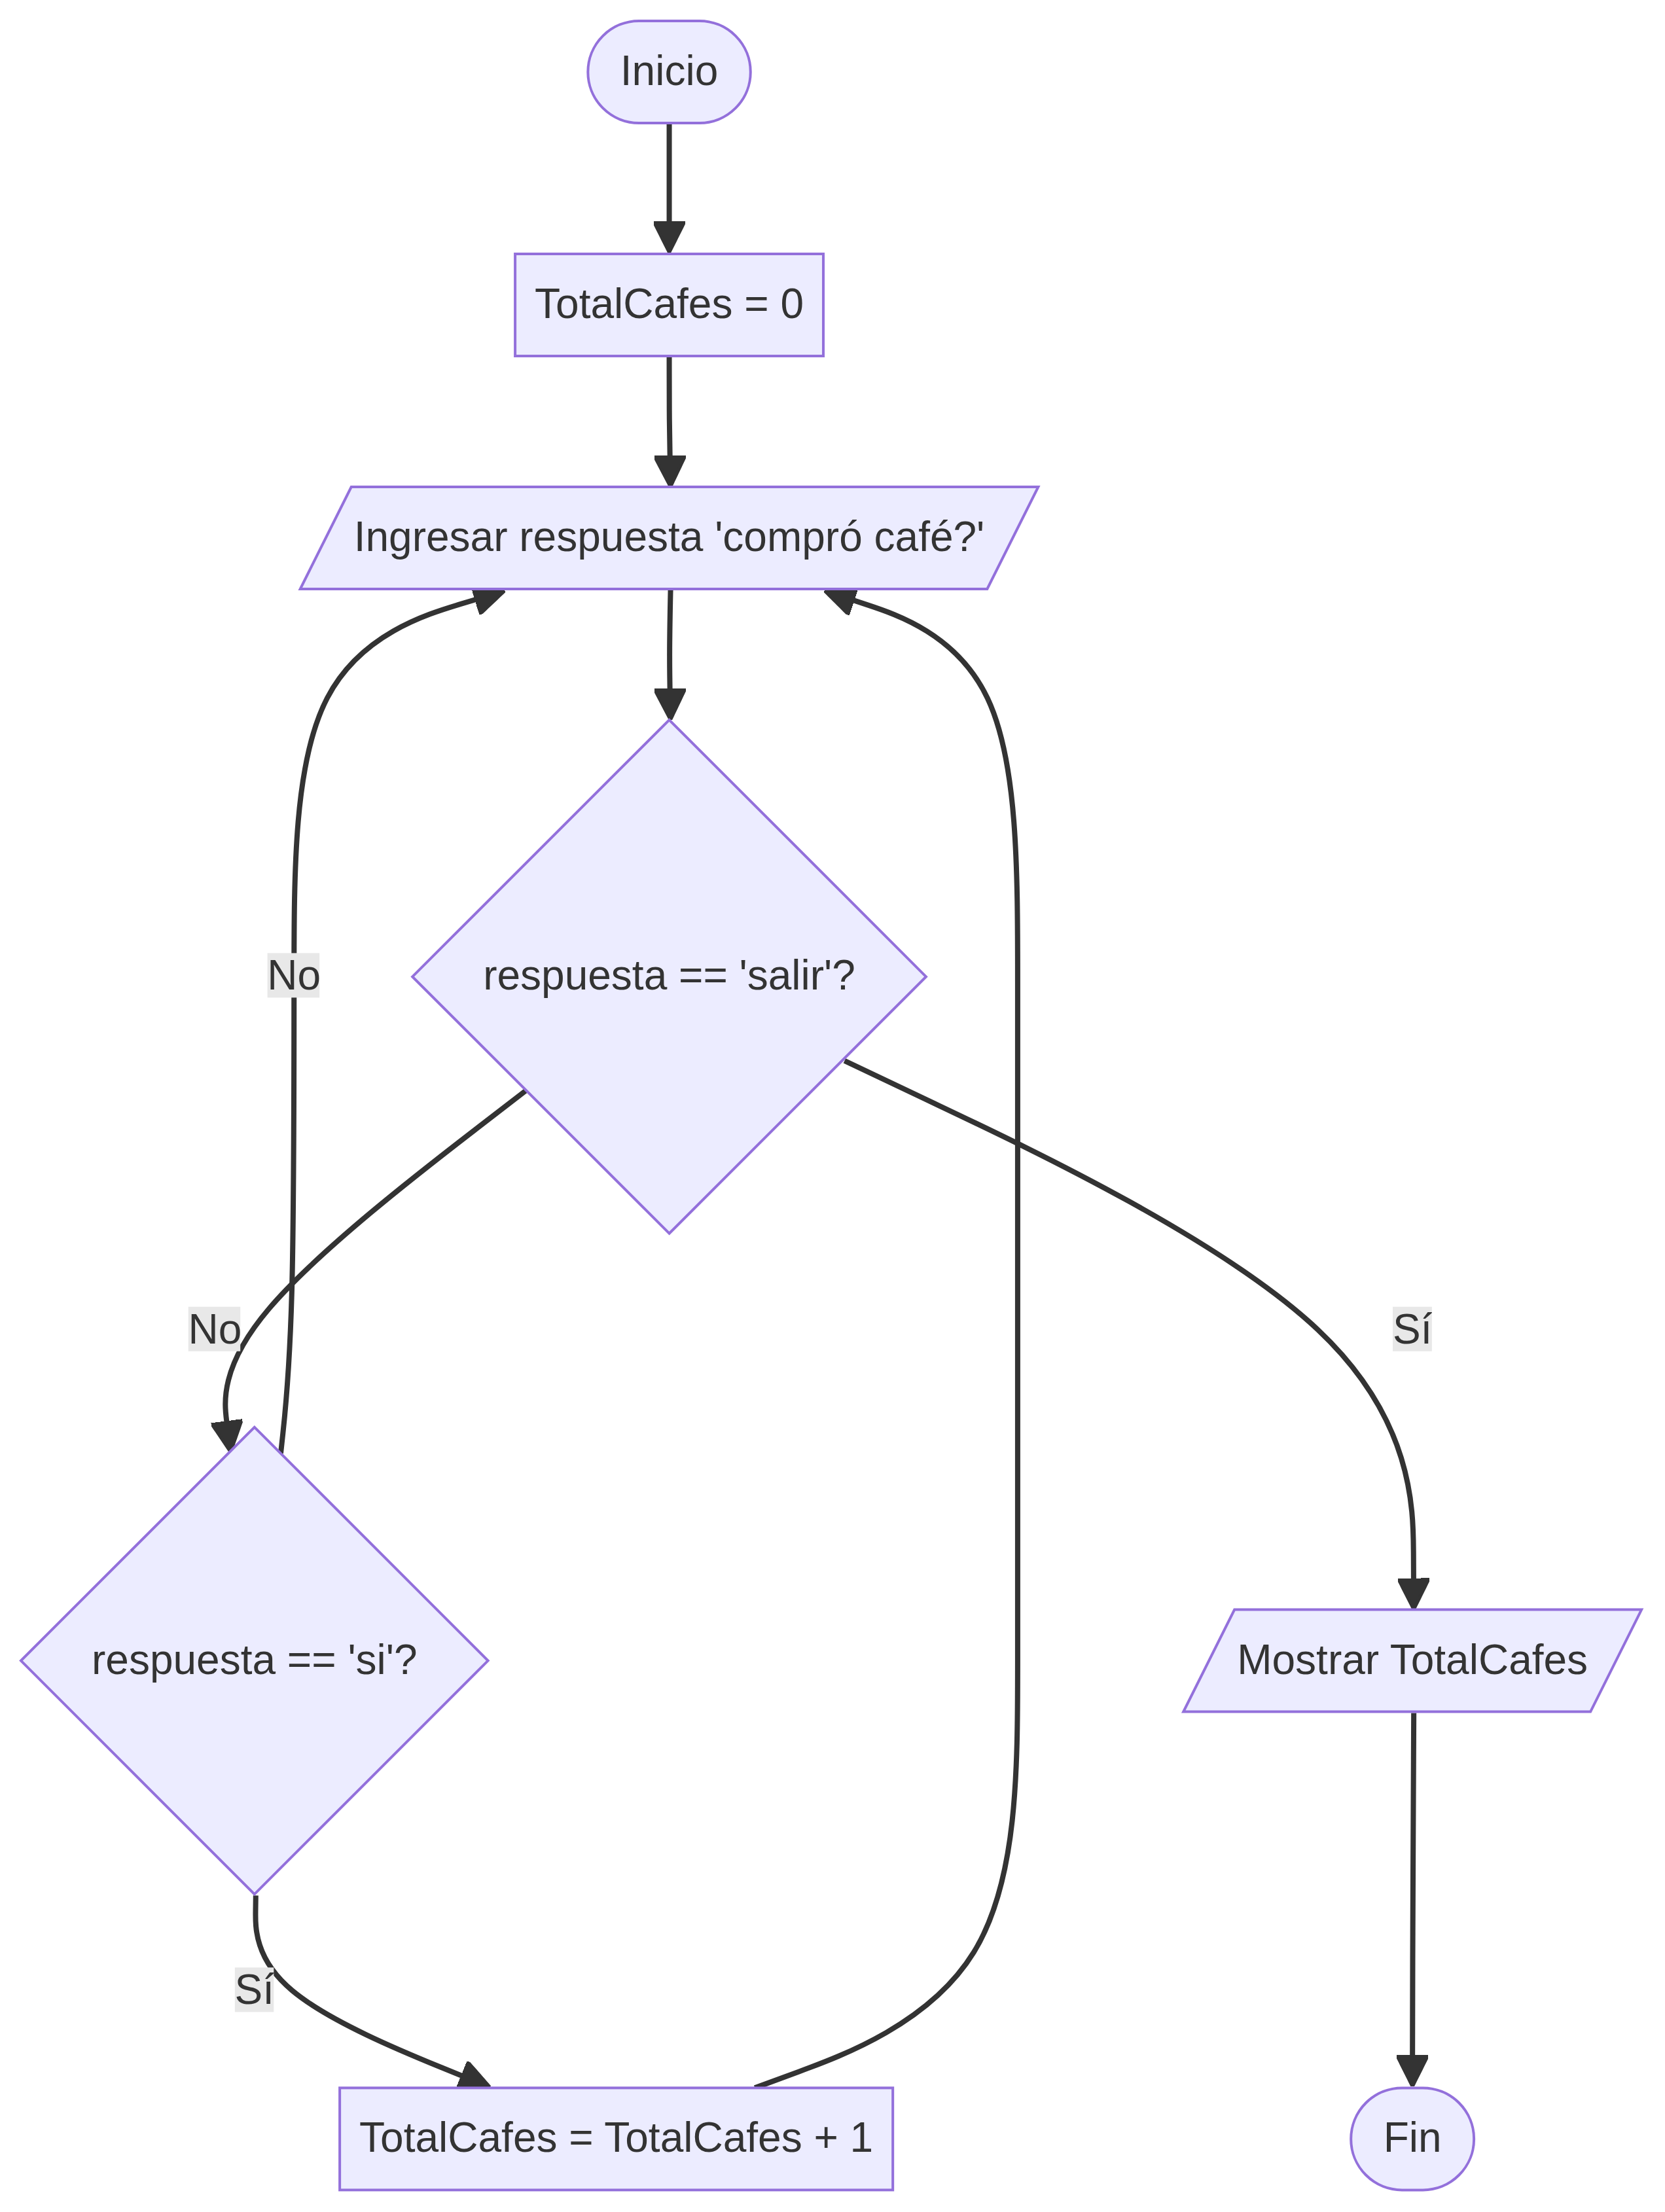 Inicio
TotalCafes = 0
Ingresar respuesta 'compró café?'
respuesta == 'salir'?
No
No
Sí
respuesta == 'si'?
Mostrar TotalCafes
Sí
TotalCafes = TotalCafes + 1
Fin